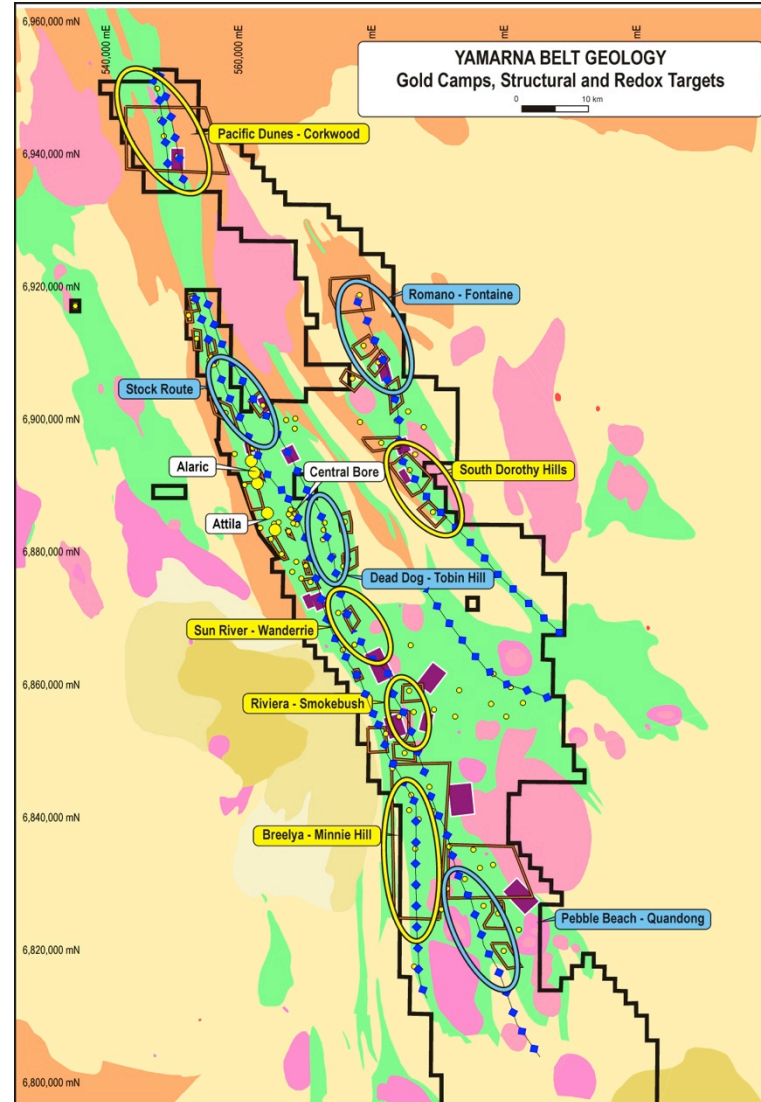 6,960,000 mN
540,000 mE
560,000 mE
mE
mE
YAMARNA BELT GEOLOGY
Gold Camps, Structural and Redox Targets
0 10 km
Pacific Dunes - Corkwood
6,940,000 mN
6,920,000 mN
Romano - Fontaine
Stock Route
6,900,000 mN
Alaric
Central Bore
South Dorothy Hills
Attila
6,880,000 mN
Dead Dog - Tobin Hill
Sun River - Wanderrie
6,860,000 mN
Riviera - Smokebush
6,840,000 mN
Breelya - Minnie Hill
Pebble Beach - Quandong
6,820,000 mN
6,800,000 mN